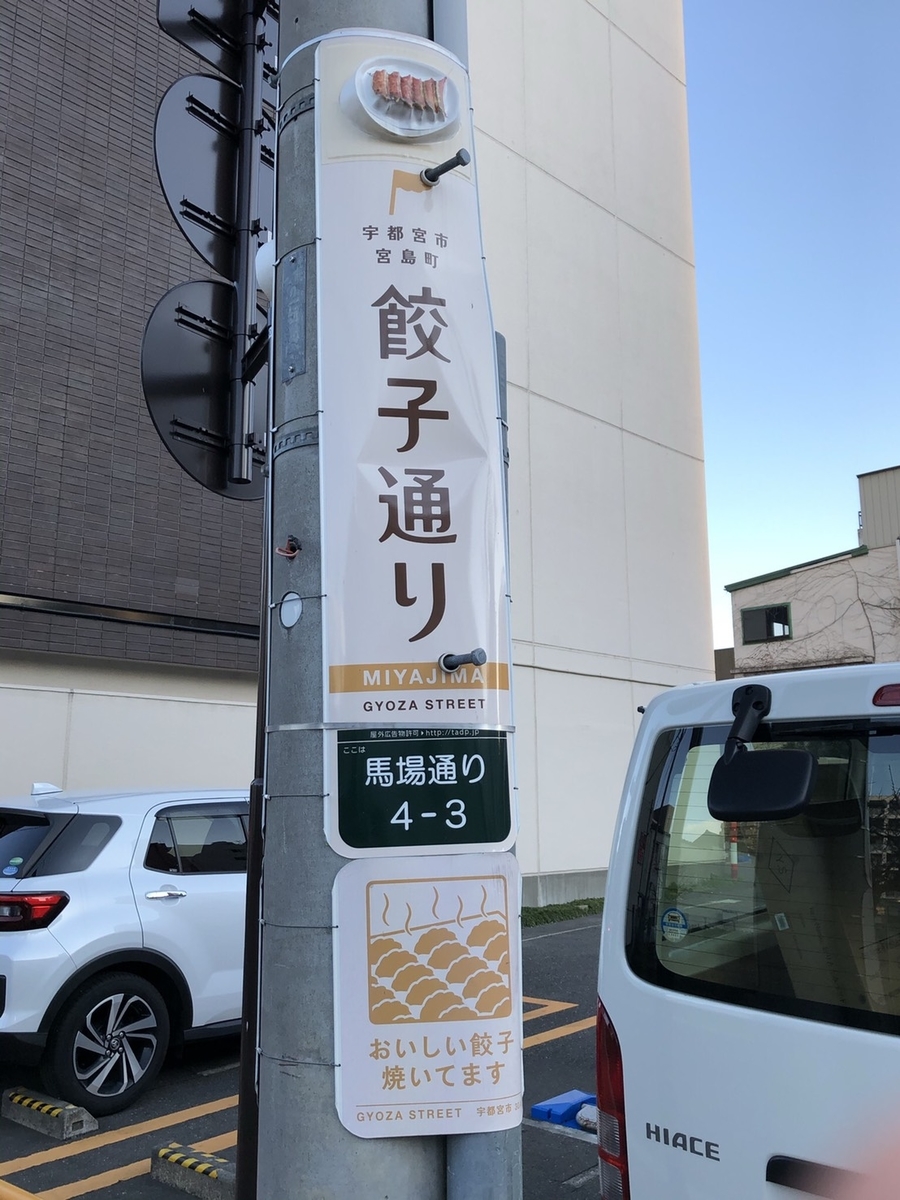 宇都宮市
宮島町
餃子通り
MIYAJIMA
GYOZA STREET
屋外広告物許可▶http://tadp.jp
ここは
馬場通り
4-3
おいしい餃子
焼いてます
GYOZA STREET 宇都宮市
HIACE